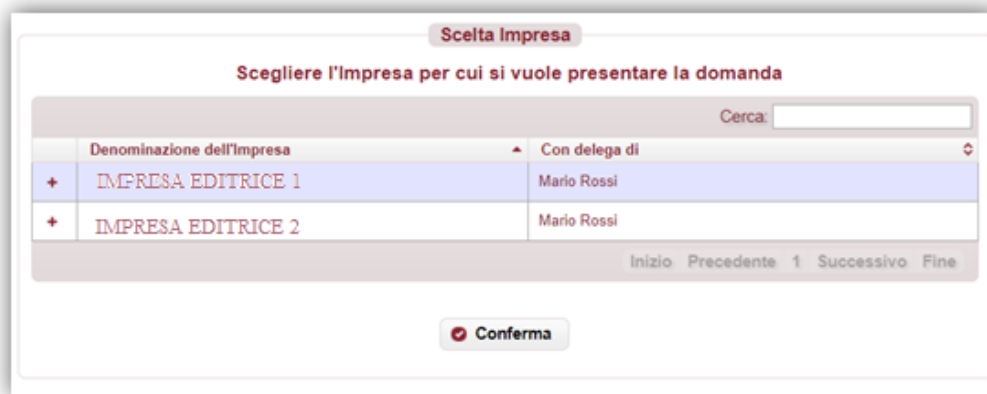 Scelta Impresa
Scegliere l'Impresa per cui si vuole presentare la domanda
Cerca:
Denominazione dell'Impresa Con delega di
IMPRESA EDITRICE 1 Mario Rossi
IMPRESA EDITRICE 2 Mario Rossi
Inizio Precedente 1 Successivo Fine
Conferma